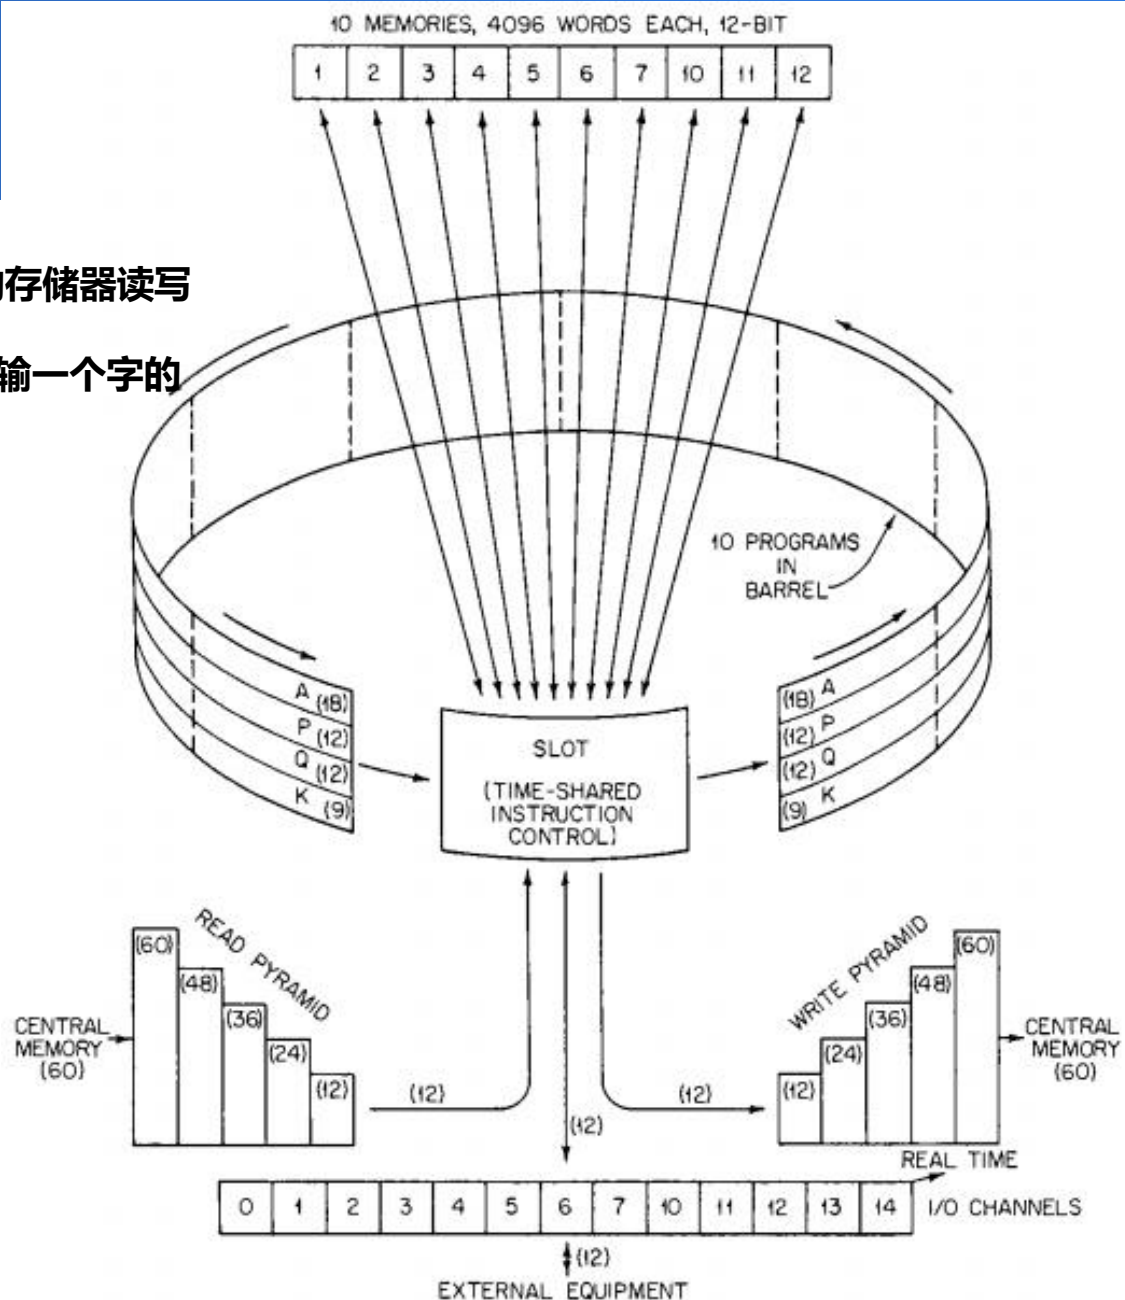 10 MEMORIES, 4096 WORDS EACH, 12-BIT
1 2 3 4 5 6 7 10 11 12
存储器读写
输一个字的
10 PROGRAMS
IN
BARREL
A (18)
P (12)
Q (12)
K (9)
SLOT
(TIME-SHARED
INSTRUCTION
CONTROL)
(18) A
(12) P
(12) Q
(9) K
READ PYRAMID
(60)
(48)
(36)
(24)
(12)
CENTRAL
MEMORY
(60)
(12)
(12)
(12)
WRITE PYRAMID
(12)
(24)
(36)
(48)
(60)
CENTRAL
MEMORY
(60)
REAL TIME
0 1 2 3 4 5 6 7 10 11 12 13 14
I/O CHANNELS
(12)
EXTERNAL EQUIPMENT